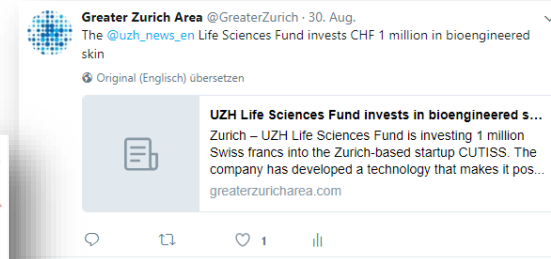 Greater Zurich Area @GreaterZurich · 30. Aug.
The @uzh_news_en Life Sciences Fund invests CHF 1 million in bioengineered
skin
Original (Englisch) übersetzen
UZH Life Sciences Fund invests in bioengineered s...
Zurich – UZH Life Sciences Fund is investing 1 million
Swiss francs into the Zurich-based startup CUTISS. The
company has developed a technology that makes it pos...
greaterzuricharea.com
1